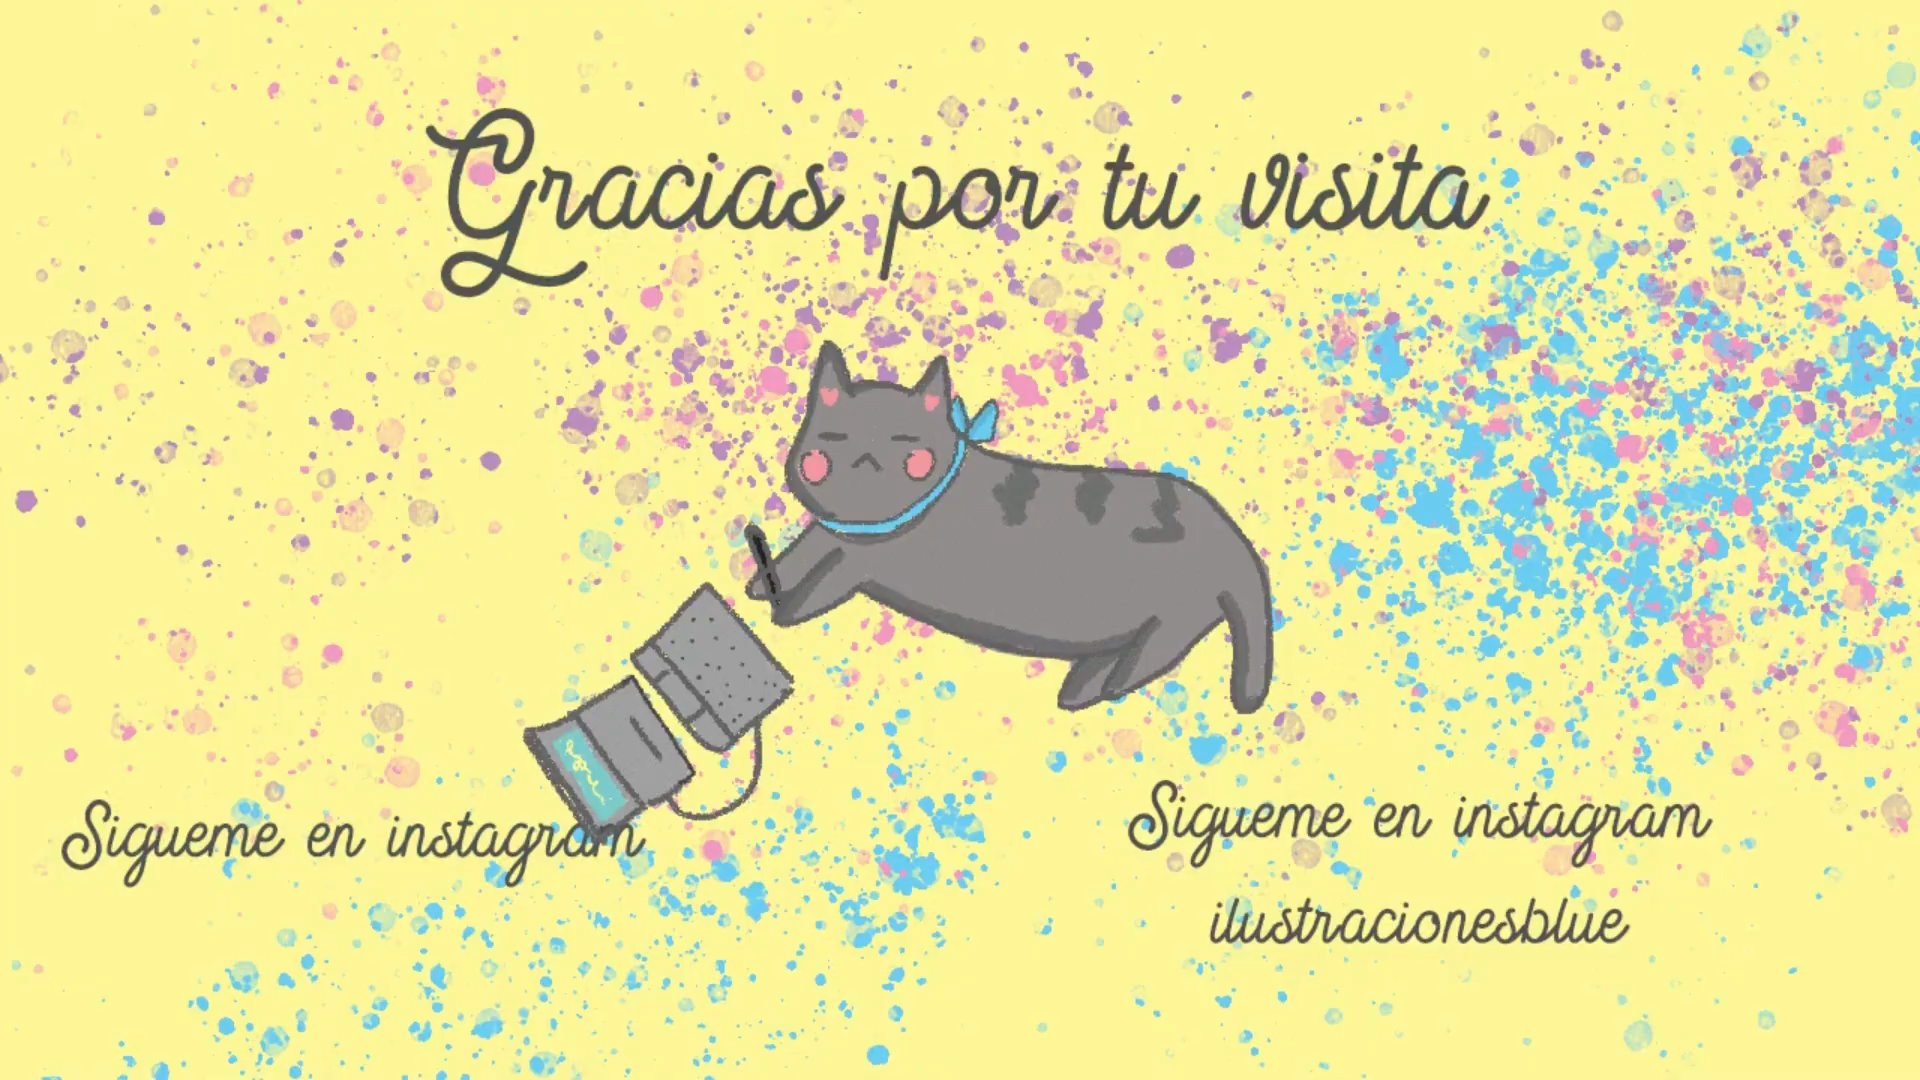 Gracias por tu visita
Sigueme en instagram
Sigueme en instagram
ilustracionesblue